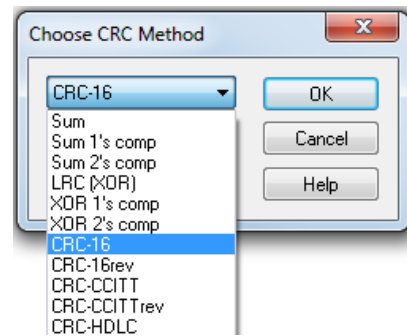 Choose CRC Method
CRC-16
OK
Sum
Sum 1's comp
Cancel
Sum 2's comp
LRC (XOR)
Help
XOR 1's comp
XOR 2's comp
CRC-16
CRC-16rev
CRC-CCITT
CRC-CCITTrev
CRC-HDLC